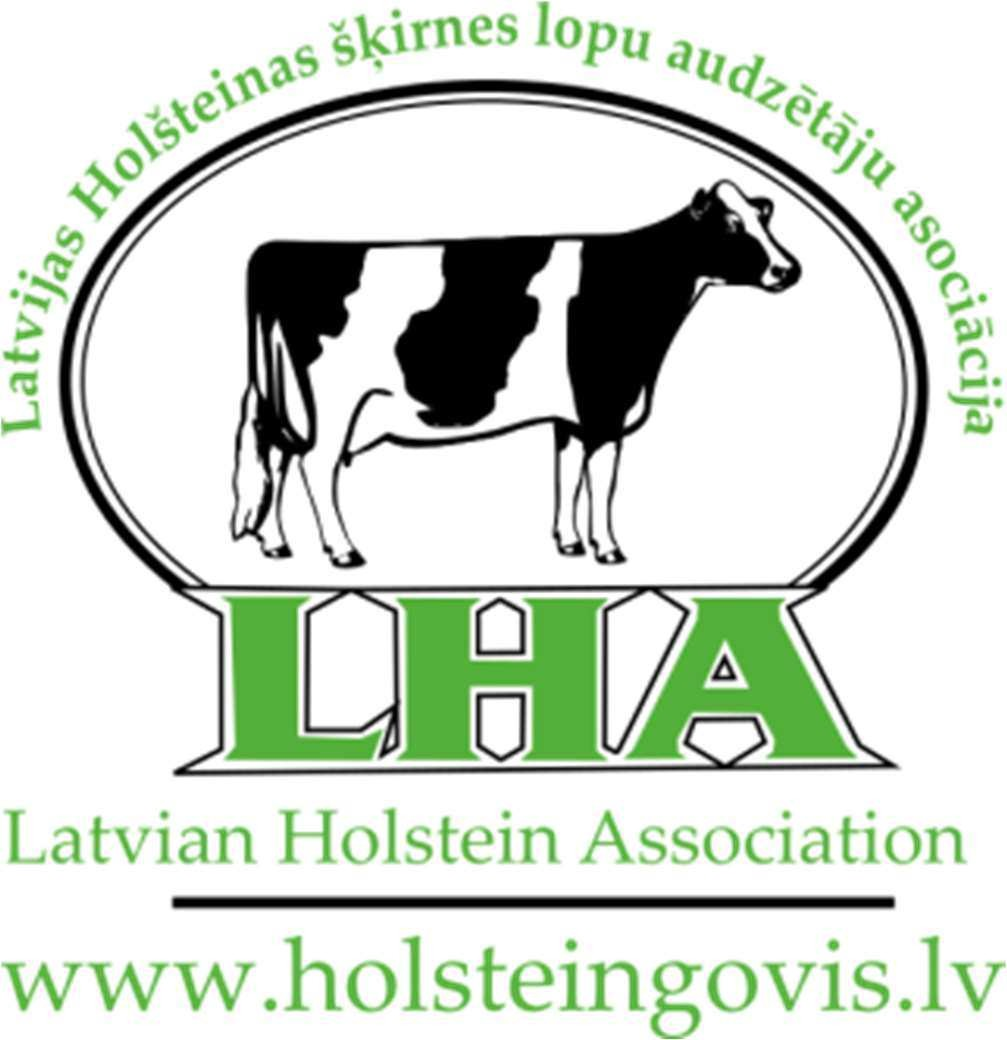 Latvijas Holšteinas šķirnes lopu audzētāju asociācija
LHA
Latvian Holstein Association
www.holsteingovis.lv